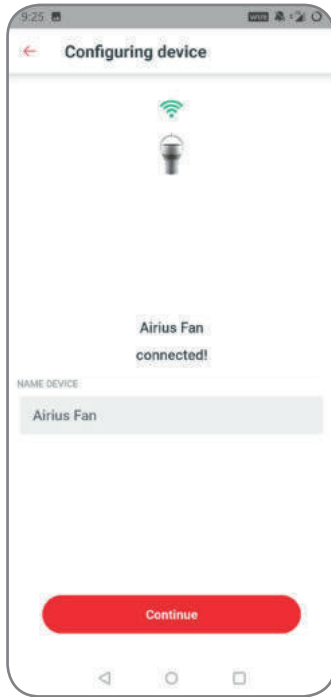 9:25
Configuring device
Airius Fan
connected!
NAME DEVICE
Airius Fan
Continue